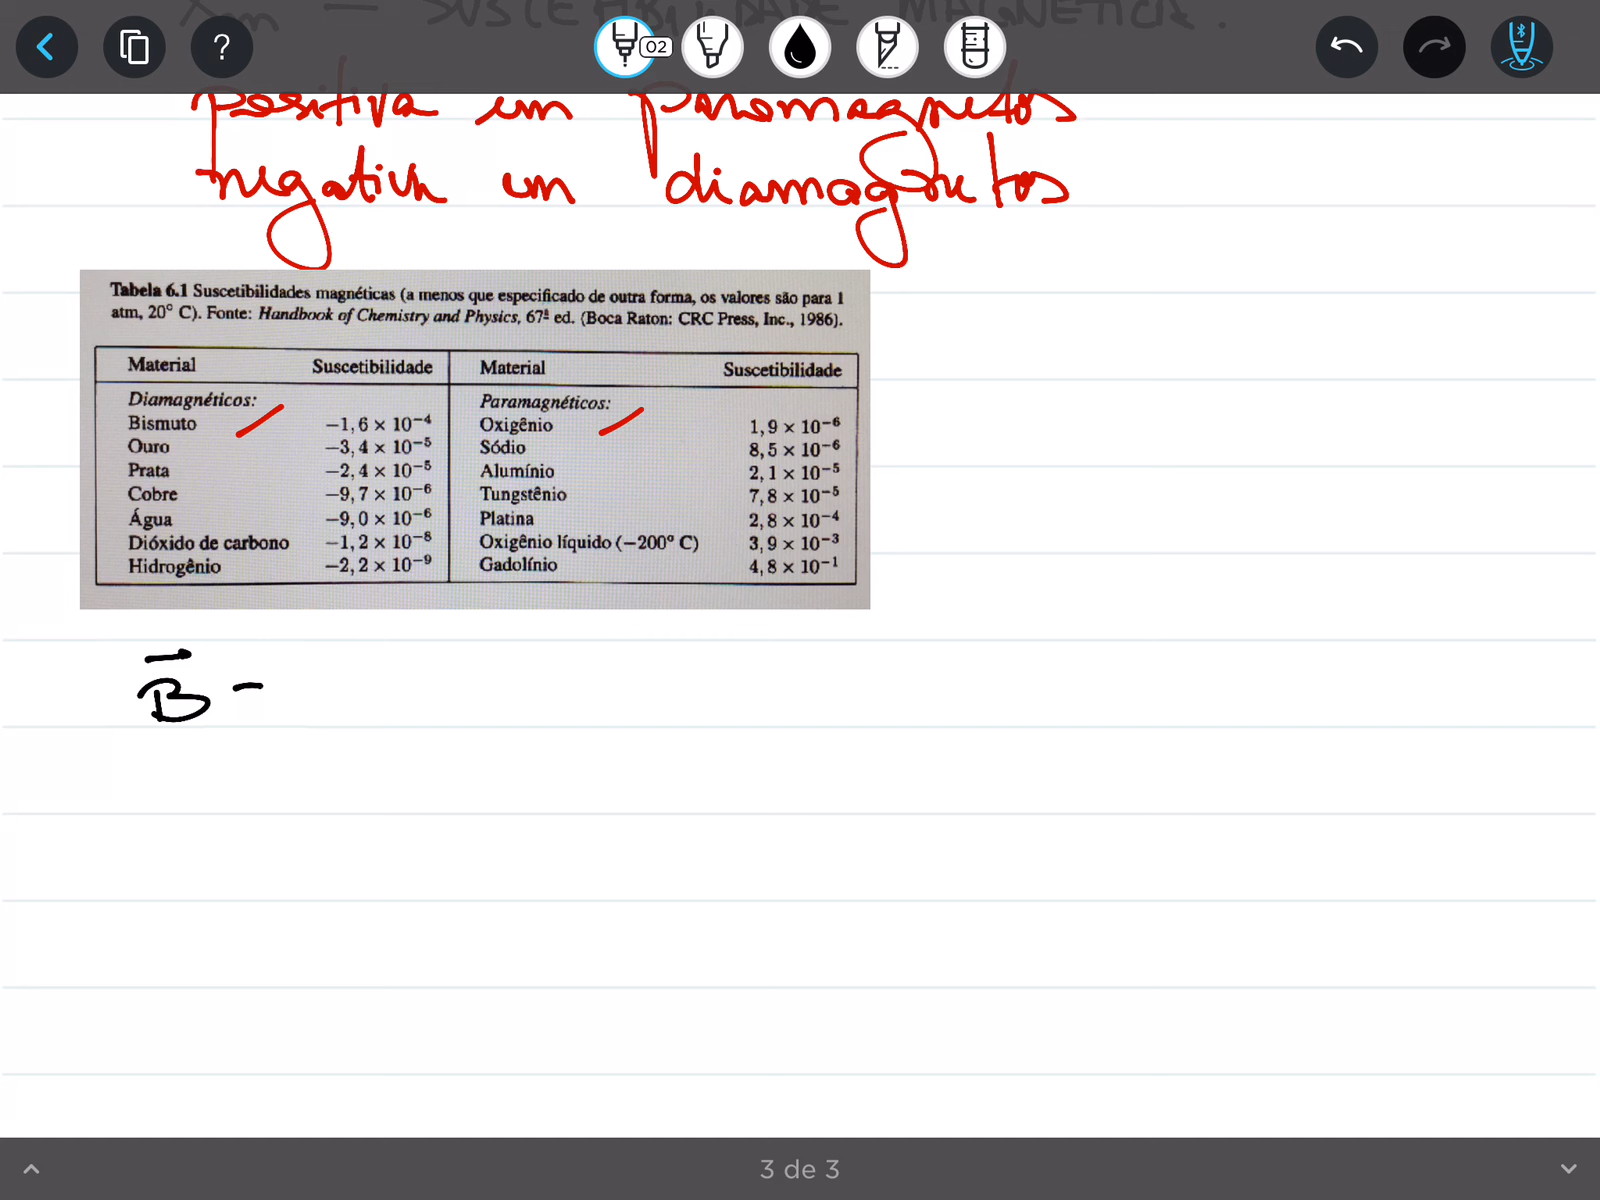 χm — SUSCETIBILIDADE MAGNÉTICA.
?
02
positiva em paramagnetos
negativa em diamagnetos
Tabela 6.1 Suscetibilidades magnéticas (a menos que especificado de outra forma, os valores são para 1
atm, 20° C). Fonte: Handbook of Chemistry and Physics, 67ª ed. (Boca Raton: CRC Press, Inc., 1986).
Material Suscetibilidade Material Suscetibilidade
Diamagnéticos: Paramagnéticos:
Bismuto −1,6 × 10⁻⁴ Oxigênio 1,9 × 10⁻⁶
Ouro −3,4 × 10⁻⁵ Sódio 8,5 × 10⁻⁶
Prata −2,4 × 10⁻⁵ Alumínio 2,1 × 10⁻⁵
Cobre −9,7 × 10⁻⁶ Tungstênio 7,8 × 10⁻⁵
Água −9,0 × 10⁻⁶ Platina 2,8 × 10⁻⁴
Dióxido de carbono −1,2 × 10⁻⁸ Oxigênio líquido (−200° C) 3,9 × 10⁻³
Hidrogênio −2,2 × 10⁻⁹ Gadolínio 4,8 × 10⁻¹
B⃗ -
3 de 3